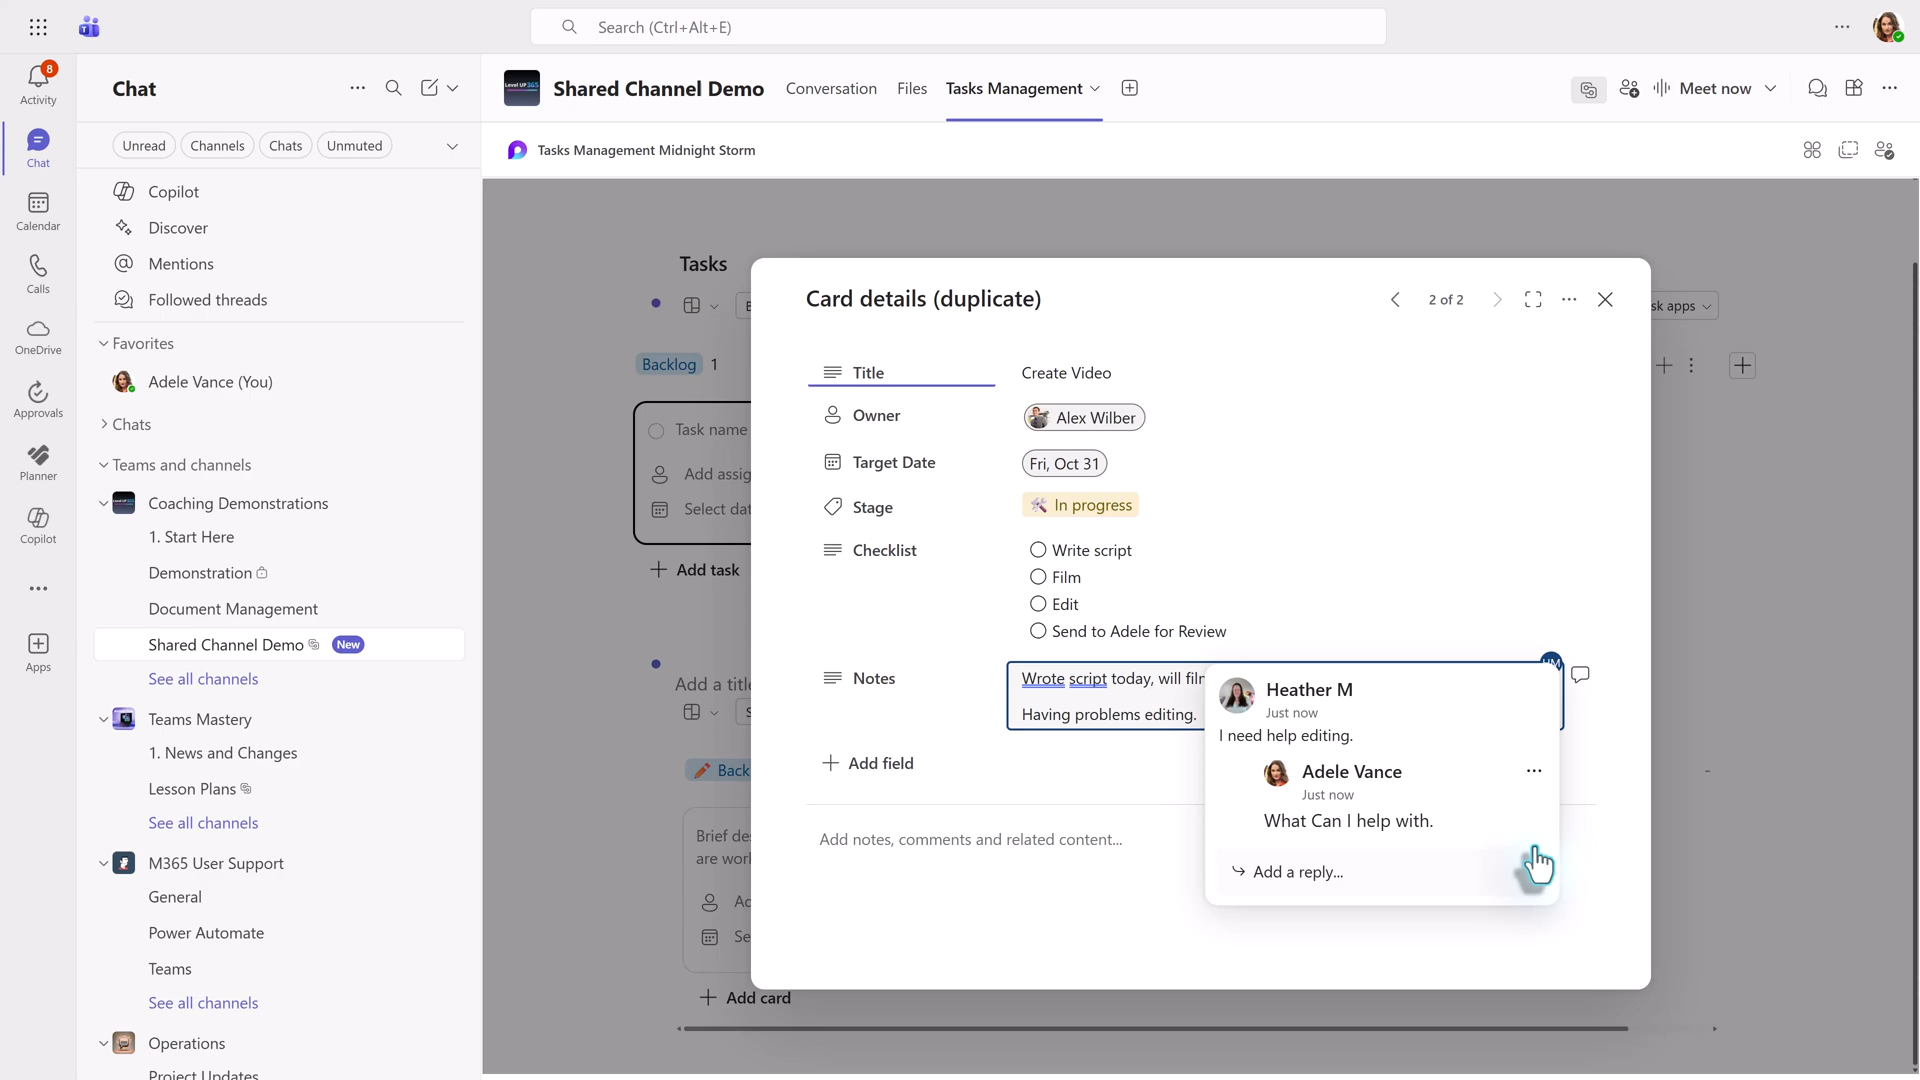 Search (Ctrl+Alt+E)
8
Activity
Chat
Calendar
Calls
OneDrive
Approvals
Planner
Copilot
Apps
Chat
Unread
Channels
Chats
Unmuted
Copilot
Discover
Mentions
Followed threads
Favorites
Adele Vance (You)
Chats
Teams and channels
Coaching Demonstrations
1. Start Here
Demonstration
Document Management
Shared Channel Demo New
See all channels
Teams Mastery
1. News and Changes
Lesson Plans
See all channels
M365 User Support
General
Power Automate
Teams
See all channels
Operations
Project Updates
Level UP 365
Shared Channel Demo
Conversation
Files
Tasks Management
Meet now
Tasks Management Midnight Storm
Tasks
Backlog 1
Task name
Add assig
Select dat
Add task
Add a title
Back
Brief des
are worl
Ad
Se
Add card
sk apps
Card details (duplicate)
2 of 2
Title Create Video
Owner Alex Wilber
Target Date Fri, Oct 31
Stage In progress
Checklist Write script
Film
Edit
Send to Adele for Review
Notes Wrote script today, will film
Having problems editing.
HM
Add field
Add notes, comments and related content...
Heather M
Just now
I need help editing.
Adele Vance
Just now
What Can I help with.
Add a reply...